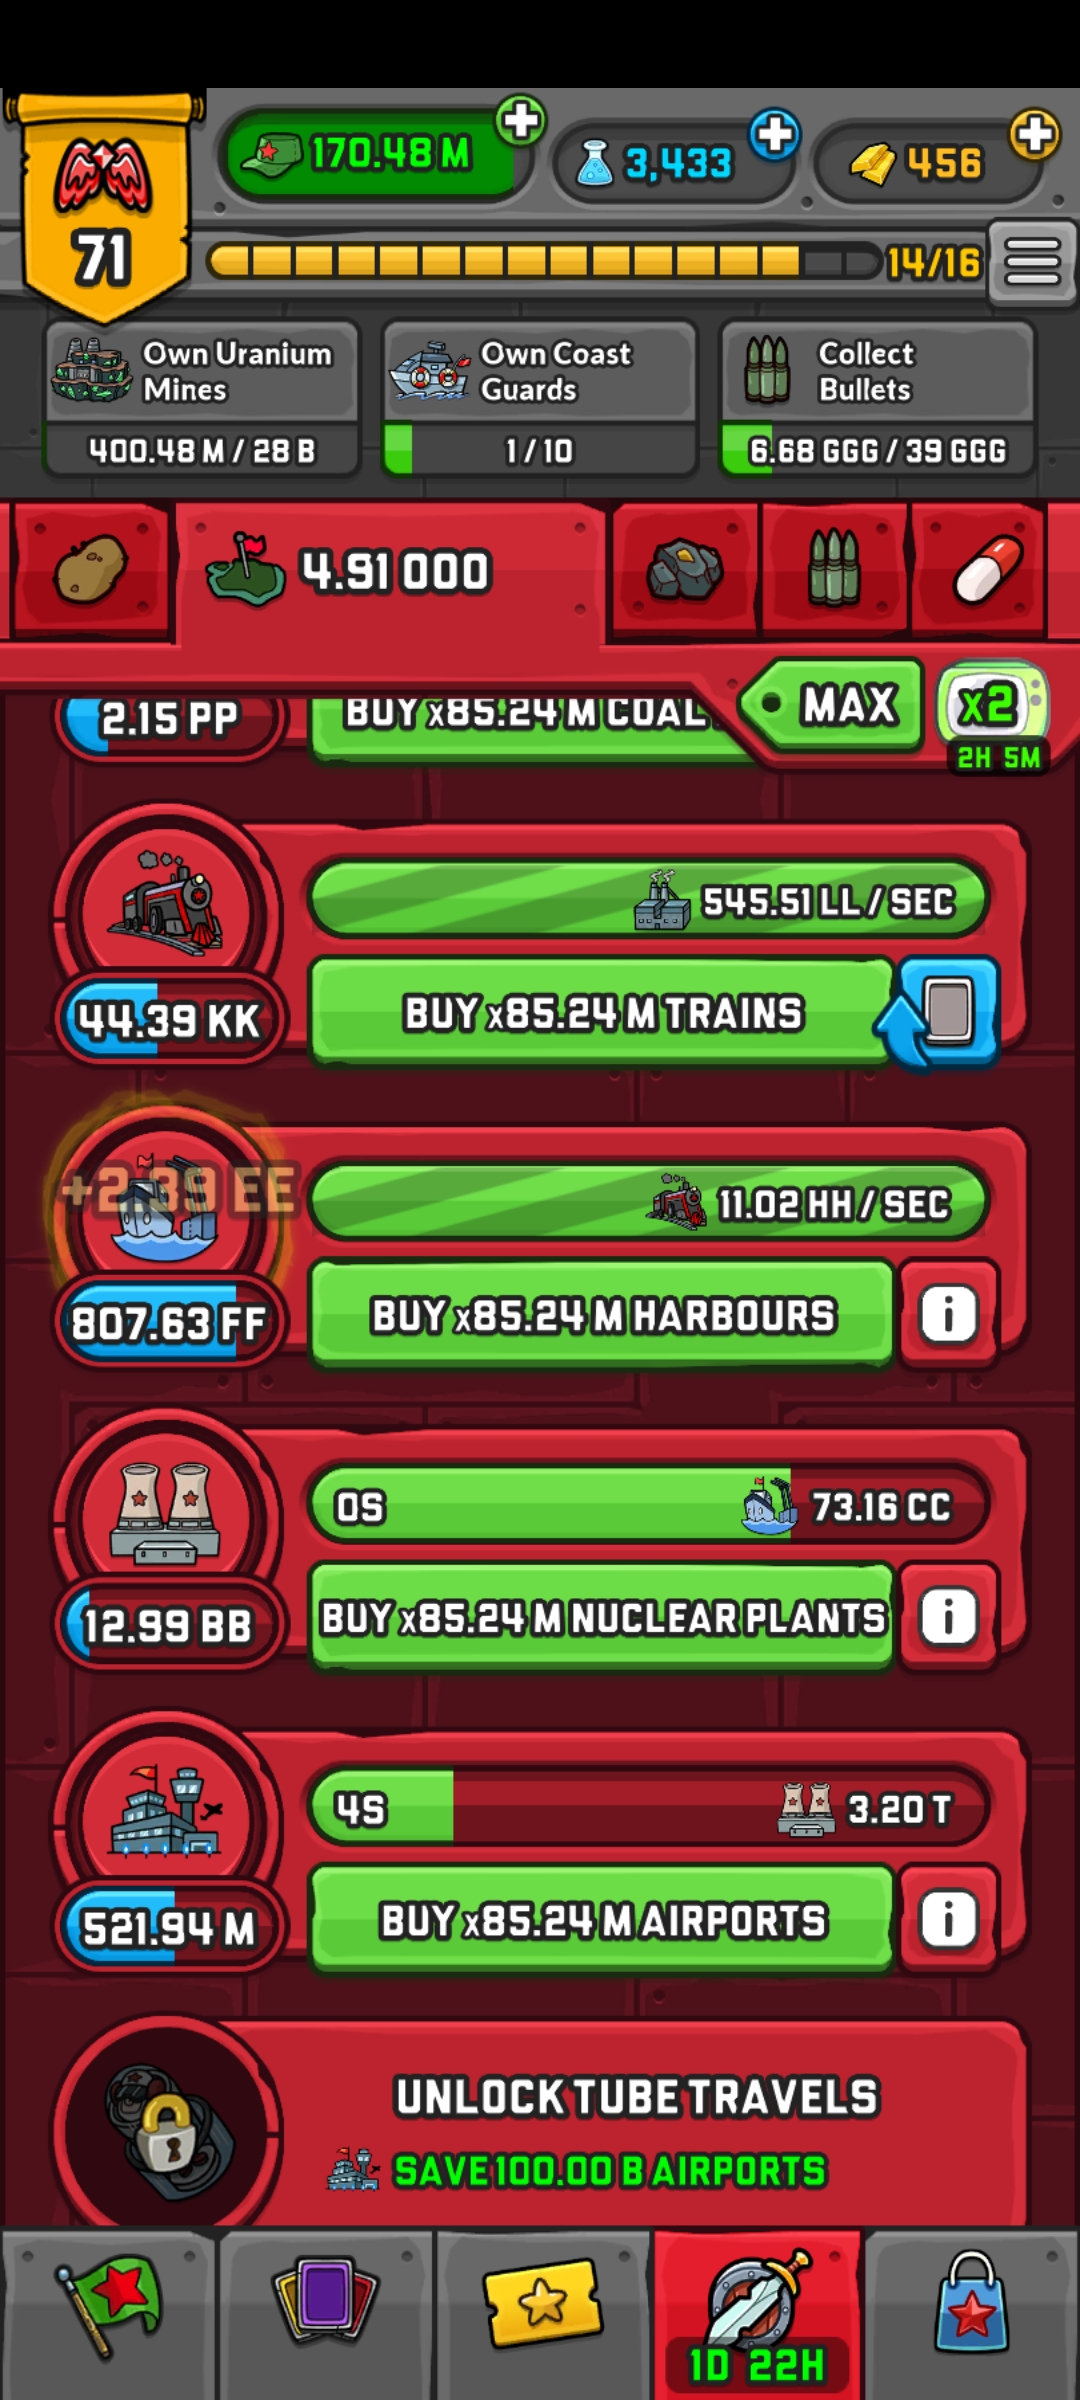 170.48 M
3,433
456
71
14/16
Own Uranium
Mines
400.48 M / 28 B
Own Coast
Guards
1 / 10
Collect
Bullets
6.68 GGG / 39 GGG
4.91 OOO
MAX
x2
2H 5M
2.15 PP
BUY x85.24 M COAL
545.51 LL / SEC
44.39 KK
BUY x85.24 M TRAINS
+2.39 EE
11.02 HH / SEC
807.63 FF
BUY x85.24 M HARBOURS
i
0S
73.16 CC
12.99 BB
BUY x85.24 M NUCLEAR PLANTS
i
4S
3.20 T
521.94 M
BUY x85.24 M AIRPORTS
i
UNLOCK TUBE TRAVELS
SAVE 100.00 B AIRPORTS
1D 22H